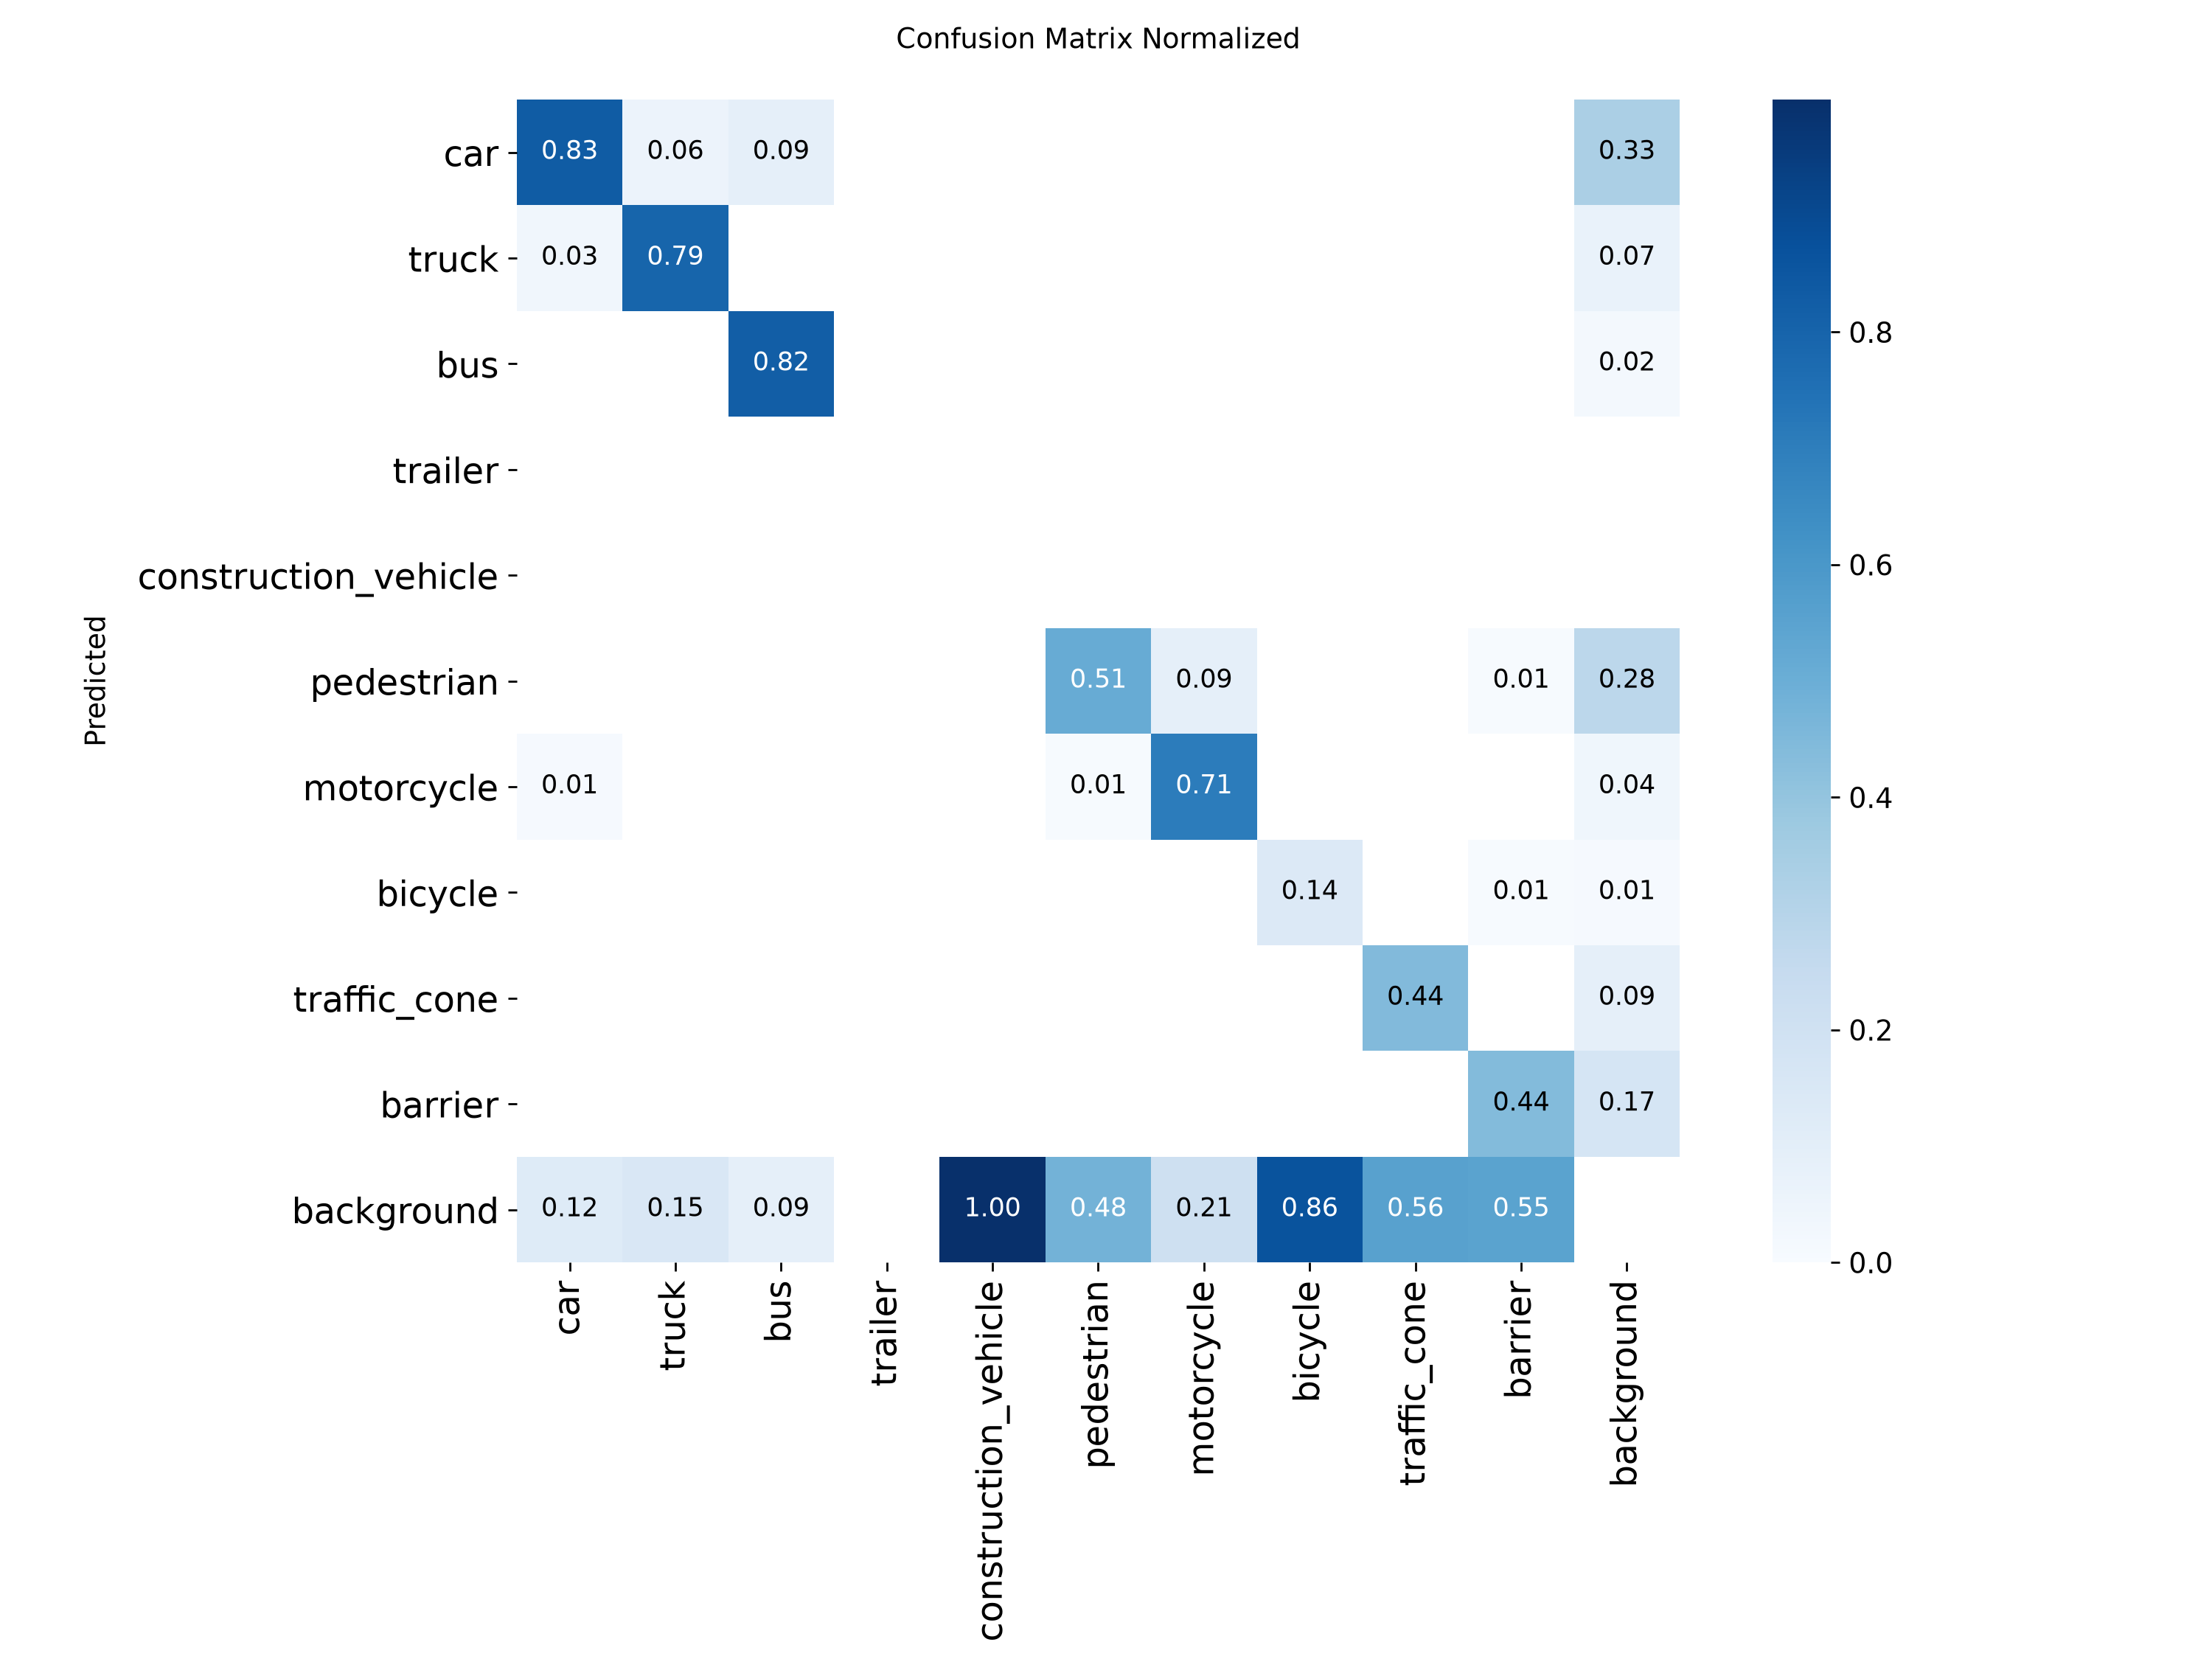 Confusion Matrix Normalized
Predicted
car 0.83 0.06 0.09 0.33
truck 0.03 0.79 0.07
bus 0.82 0.02
trailer
construction_vehicle
pedestrian 0.51 0.09 0.01 0.28
motorcycle 0.01 0.01 0.71 0.04
bicycle 0.14 0.01 0.01
traffic_cone 0.44 0.09
barrier 0.44 0.17
background 0.12 0.15 0.09 1.00 0.48 0.21 0.86 0.56 0.55
car
truck
bus
trailer
construction_vehicle
pedestrian
motorcycle
bicycle
traffic_cone
barrier
background
0.8
0.6
0.4
0.2
0.0